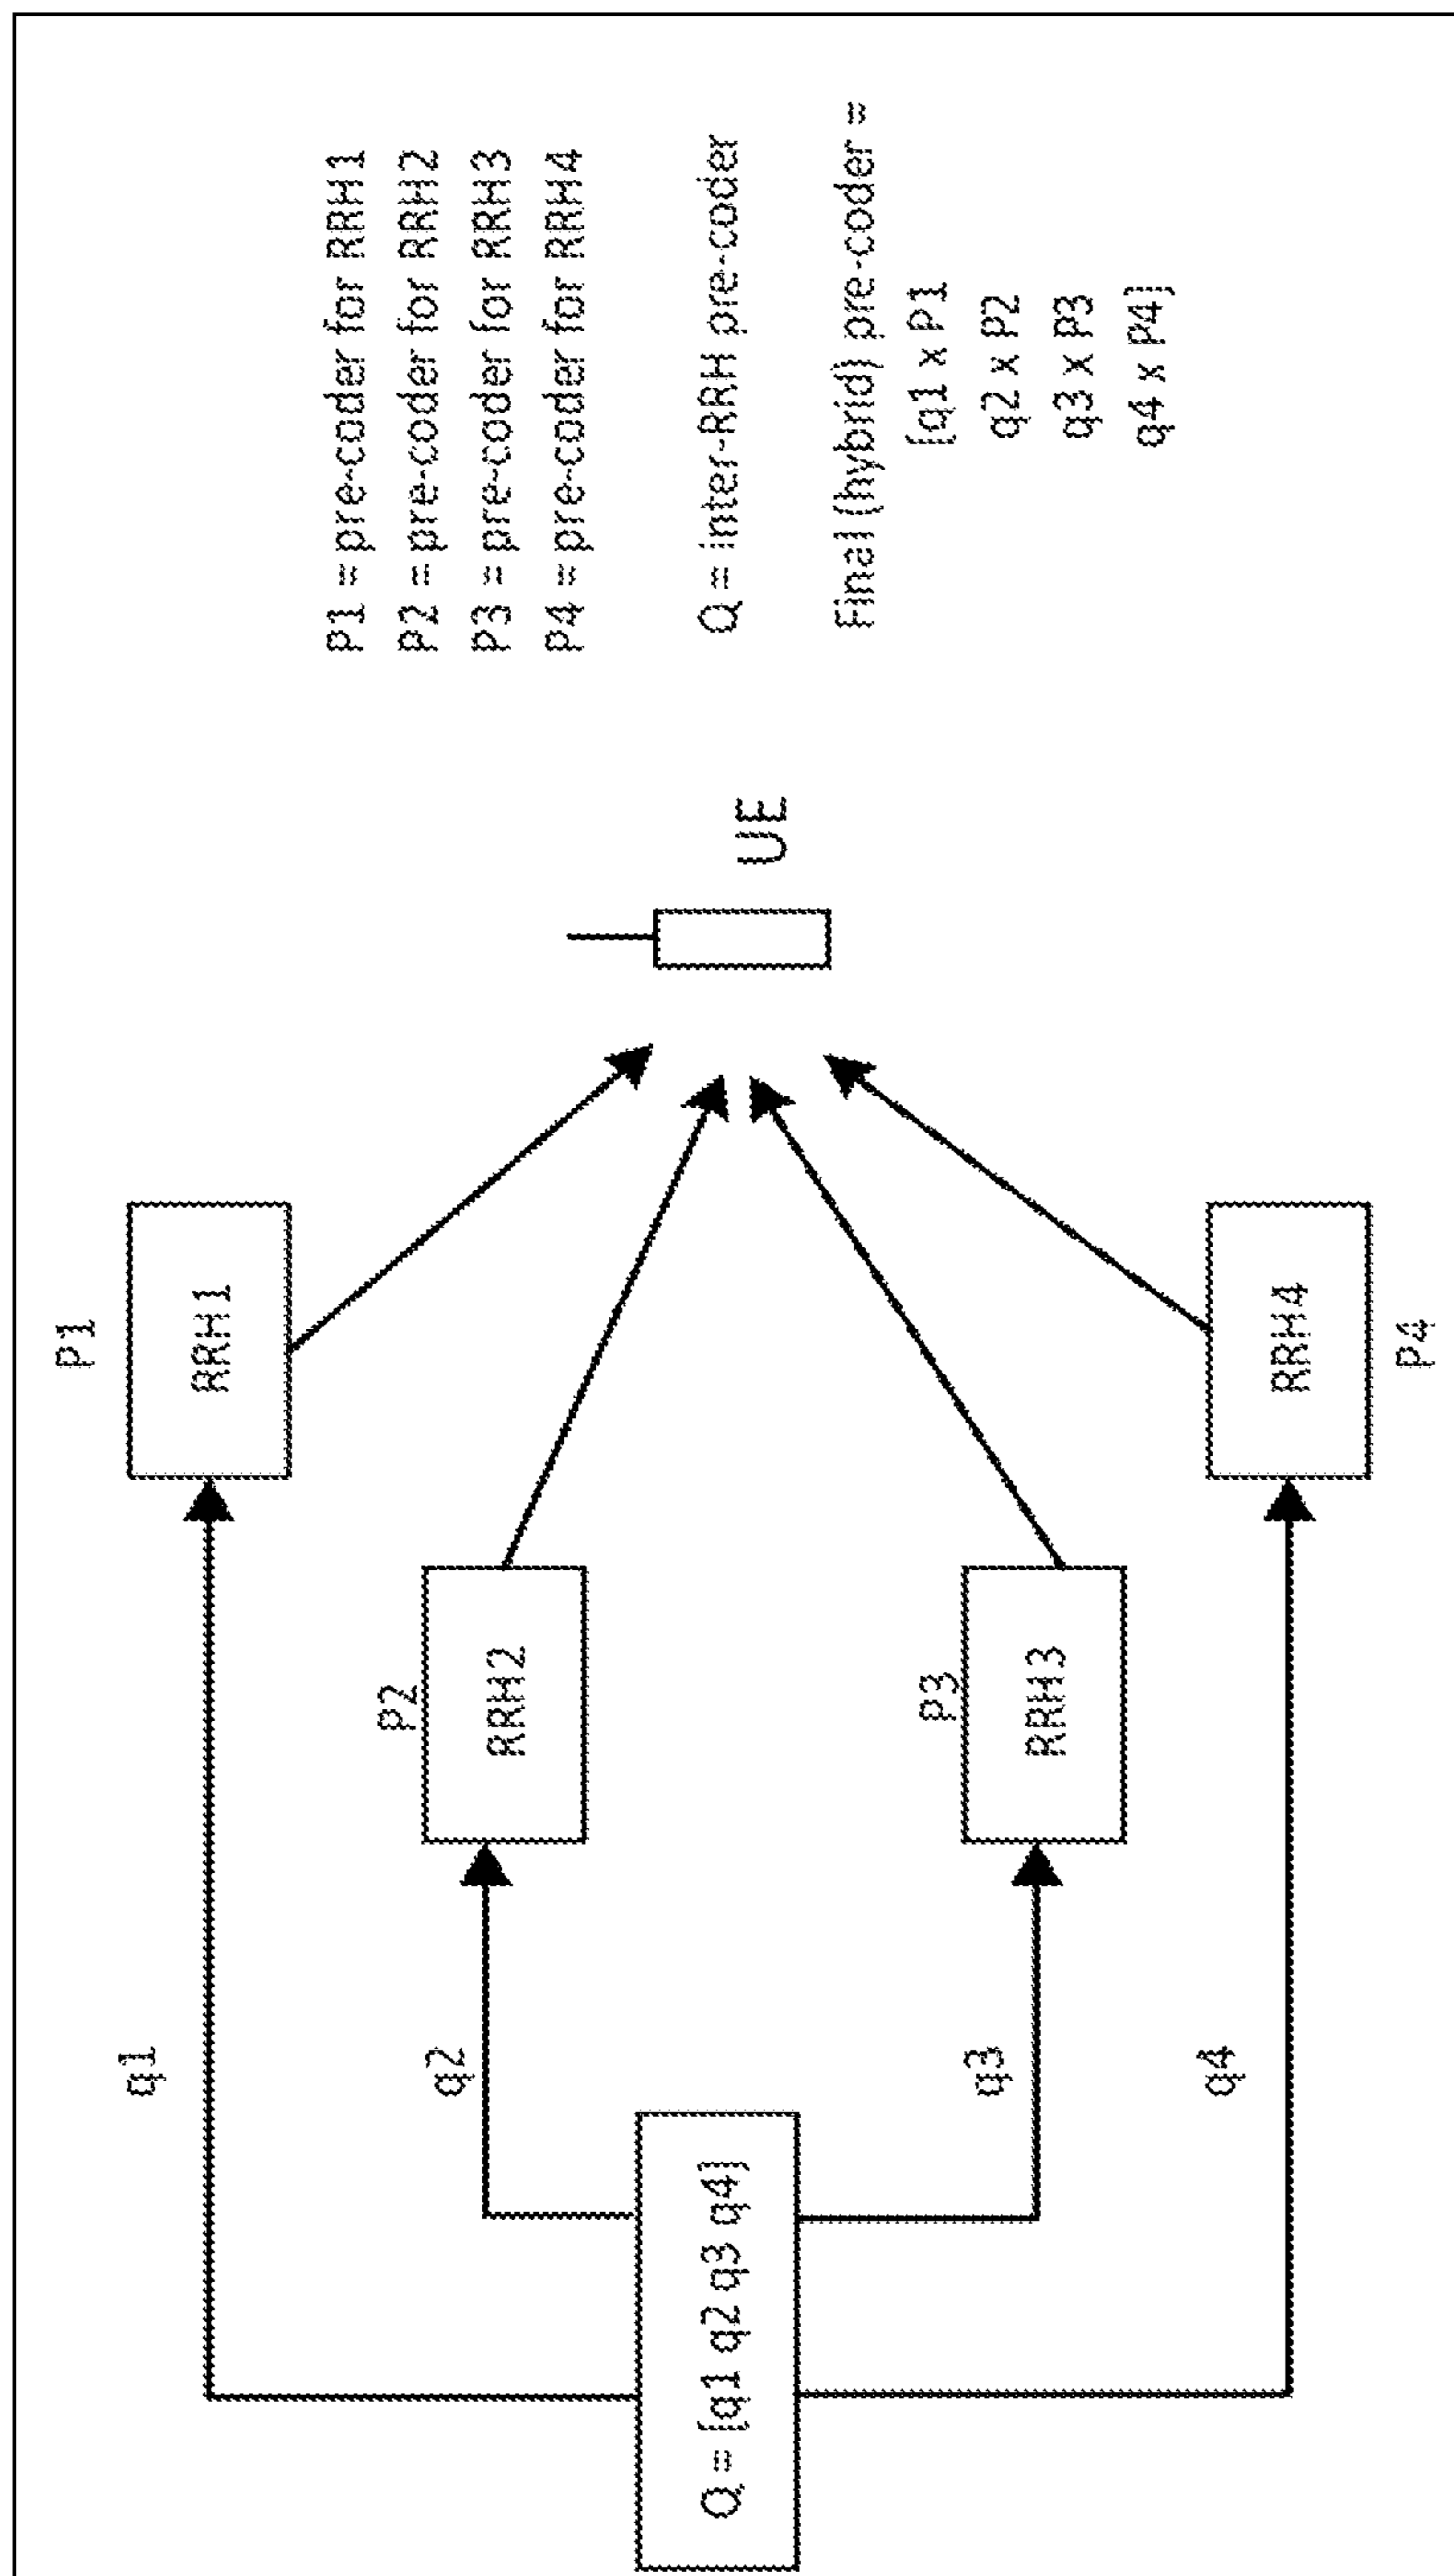 P1
q1
RRH1
P2
q2
RRH2
Q = [q1 q2 q3 q4]
UE
P3
q3
RRH3
q4
RRH4
P4
P1 = pre-coder for RRH1
P2 = pre-coder for RRH2
P3 = pre-coder for RRH3
P4 = pre-coder for RRH4
Q = inter-RRH pre-coder
Final (hybrid) pre-coder =
[q1 x P1
q2 x P2
q3 x P3
q4 x P4]